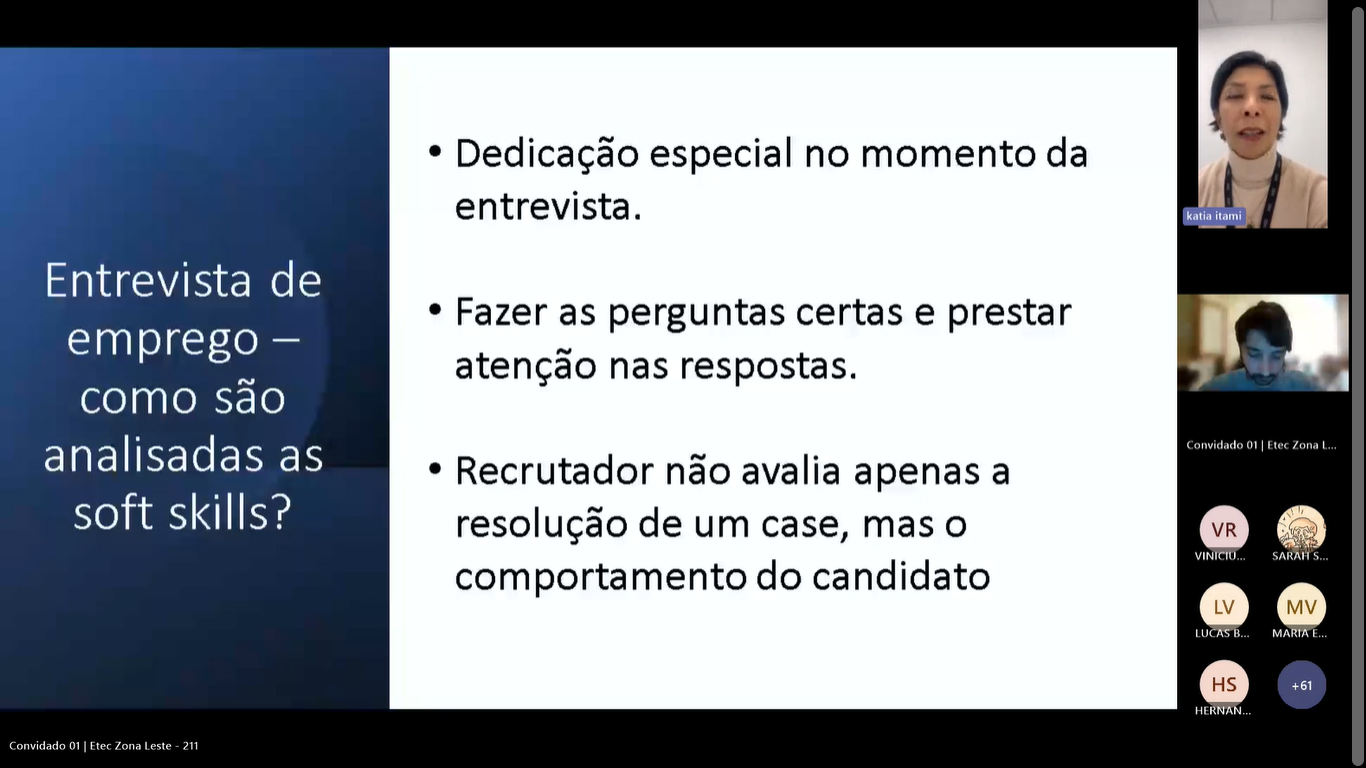 Entrevista de
emprego –
como são
analisadas as
soft skills?
• Dedicação especial no momento da
entrevista.
• Fazer as perguntas certas e prestar
atenção nas respostas.
• Recrutador não avalia apenas a
resolução de um case, mas o
comportamento do candidato
katia itami
Convidado 01 | Etec Zona L...
VR
VINICIU...
SARAH S...
LV
LUCAS B...
MV
MARIA E...
HS
HERNAN...
+61
Convidado 01 | Etec Zona Leste - 211